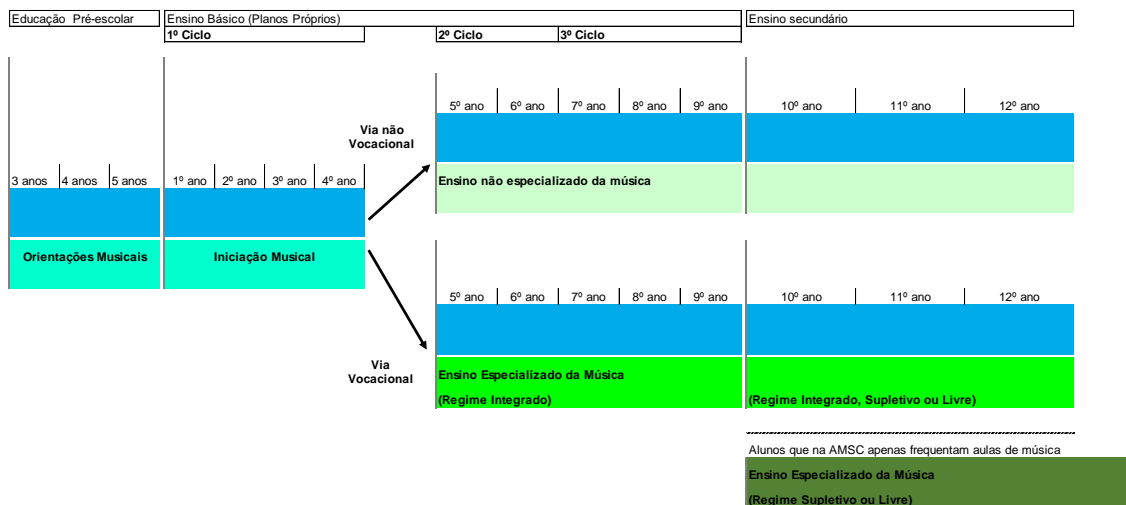 Educação Pré-escolar
Ensino Básico (Planos Próprios)
Ensino secundário
1º Ciclo
2º Ciclo
3º Ciclo
5º ano 6º ano 7º ano 8º ano 9º ano
10º ano 11º ano 12º ano
Via não
Vocacional
3 anos 4 anos 5 anos
1º ano 2º ano 3º ano 4º ano
Ensino não especializado da música
Orientações Musicais
Iniciação Musical
5º ano 6º ano 7º ano 8º ano 9º ano
10º ano 11º ano 12º ano
Via
Vocacional
Ensino Especializado da Música
(Regime Integrado)
(Regime Integrado, Supletivo ou Livre)
Alunos que na AMSC apenas frequentam aulas de música
Ensino Especializado da Música
(Regime Supletivo ou Livre)